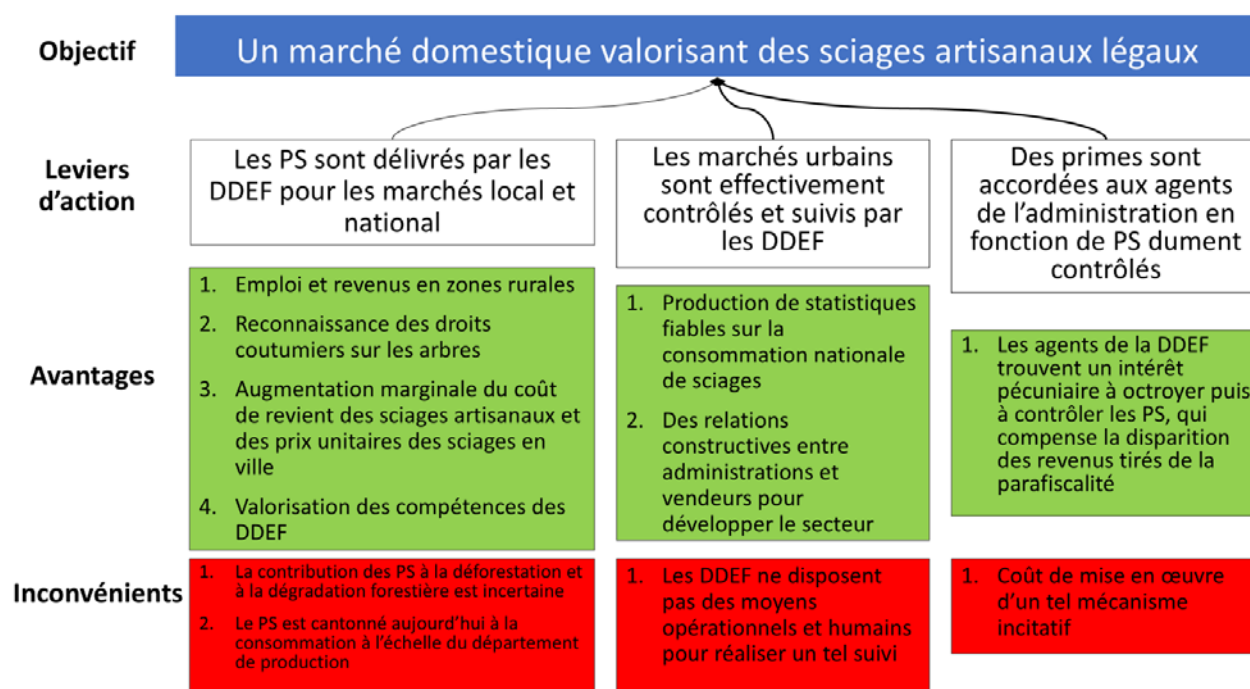 Objectif
Un marché domestique valorisant des sciages artisanaux légaux
Leviers
d’action
Les PS sont délivrés par les
DDEF pour les marchés local et
national
Les marchés urbains
sont effectivement
contrôlés et suivis par
les DDEF
Des primes sont
accordées aux agents
de l’administration en
fonction de PS dument
contrôlés
Avantages
1. Emploi et revenus en zones rurales
2. Reconnaissance des droits
coutumiers sur les arbres
3. Augmentation marginale du coût
de revient des sciages artisanaux et
des prix unitaires des sciages en
ville
4. Valorisation des compétences des
DDEF
1. Production de statistiques
fiables sur la
consommation nationale
de sciages
2. Des relations
constructives entre
administrations et
vendeurs pour
développer le secteur
1. Les agents de la DDEF
trouvent un intérêt
pécuniaire à octroyer puis
à contrôler les PS, qui
compense la disparition
des revenus tirés de la
parafiscalité
Inconvénients
1. La contribution des PS à la déforestation et
à la dégradation forestière est incertaine
2. Le PS est cantonné aujourd’hui à la
consommation à l’échelle du département
de production
1. Les DDEF ne disposent
pas des moyens
opérationnels et humains
pour réaliser un tel suivi
1. Coût de mise en œuvre
d’un tel mécanisme
incitatif